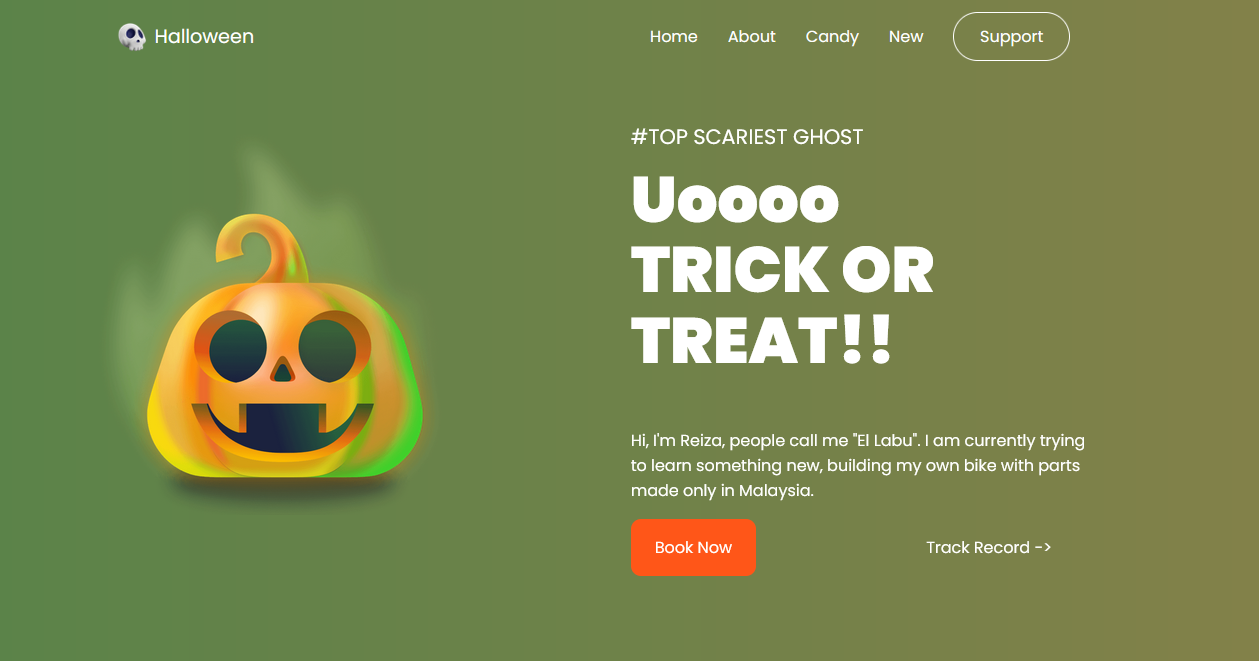 Halloween
Home About Candy New Support
#TOP SCARIEST GHOST
Uoooo
TRICK OR
TREAT!!
Hi, I'm Reiza, people call me "El Labu". I am currently trying
to learn something new, building my own bike with parts
made only in Malaysia.
Book Now
Track Record ->